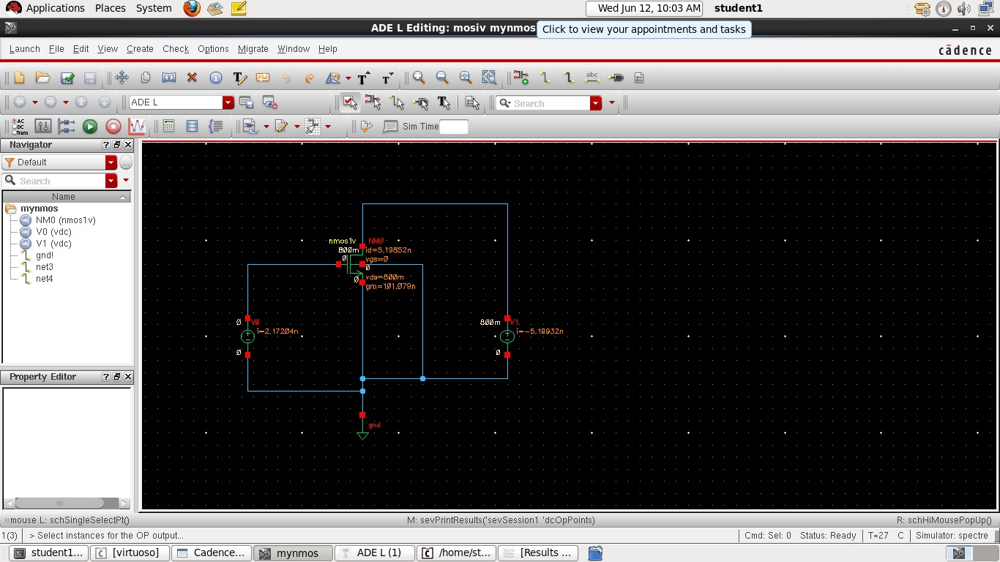 Applications Places System Wed Jun 12, 10:03 AM student1
ADE L Editing: mosiv mynmos
Click to view your appointments and tasks
Launch File Edit View Create Check Options Migrate Window Help cādence
abc
ADE L Search
AC DC Trans Sim Time
Navigator
Default
Search
Name
mynmos
NM0 (nmos1v)
V0 (vdc)
V1 (vdc)
gnd!
net3
net4
Property Editor
nmos1v NM0
800m id=5.19852n
0 vgs=0
0
0 vds=800m
gm=101.079n
0 V0
i=2.17204n
0
800m V1
i=-5.19932n
0
gnd
mouse L: schSingleSelectPt() M: sevPrintResults('sevSession1 'dcOpPoints) R: schHiMousePopUp()
1(3) > Select instances for the OP output... Cmd: Sel: 0 Status: Ready T=27 C Simulator: spectre
student1... [virtuoso] Cadence... mynmos ADE L (1) /home/st... [Results ...